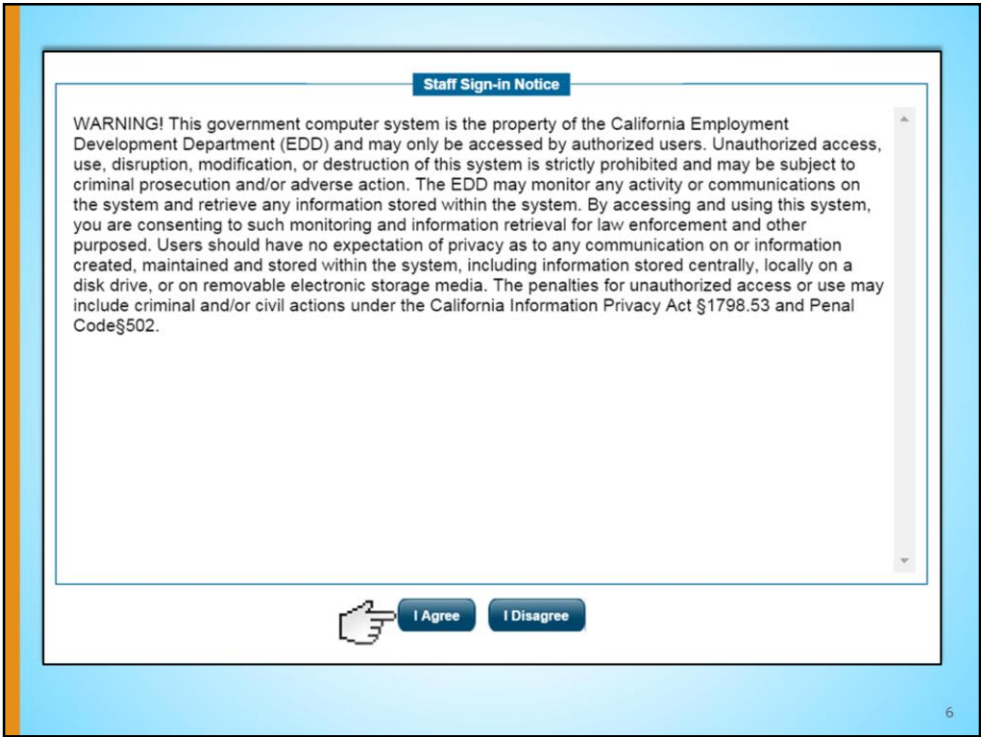 Staff Sign-in Notice
WARNING! This government computer system is the property of the California Employment
Development Department (EDD) and may only be accessed by authorized users. Unauthorized access,
use, disruption, modification, or destruction of this system is strictly prohibited and may be subject to
criminal prosecution and/or adverse action. The EDD may monitor any activity or communications on
the system and retrieve any information stored within the system. By accessing and using this system,
you are consenting to such monitoring and information retrieval for law enforcement and other
purposed. Users should have no expectation of privacy as to any communication on or information
created, maintained and stored within the system, including information stored centrally, locally on a
disk drive, or on removable electronic storage media. The penalties for unauthorized access or use may
include criminal and/or civil actions under the California Information Privacy Act §1798.53 and Penal
Code§502.
I Agree I Disagree
6